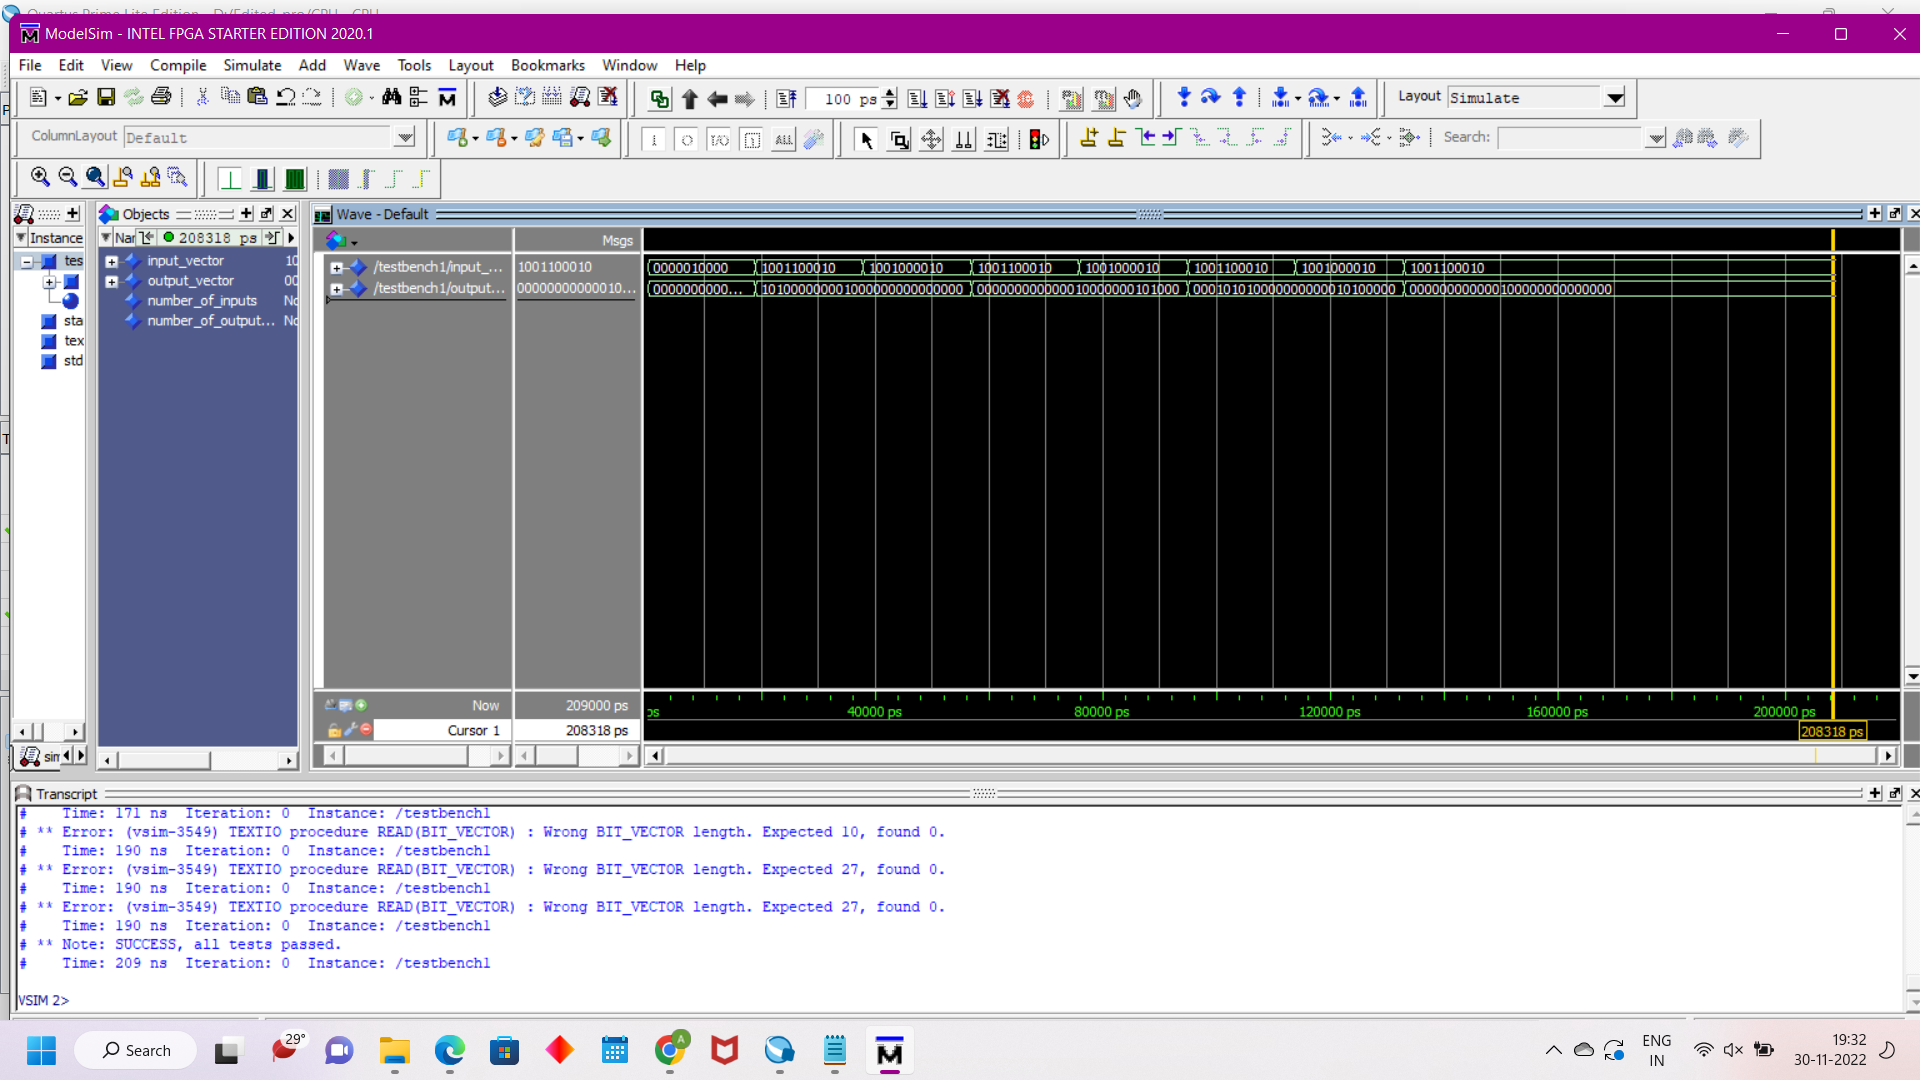 ModelSim - INTEL FPGA STARTER EDITION 2020.1
File Edit View Compile Simulate Add Wave Tools Layout Bookmarks Window Help
100 ps
Layout Simulate
ColumnLayout Default
Search:
Objects
Wave - Default
Instance
208318 ps
Msgs
tes
sta
tex
std
input_vector 10
output_vector 00
number_of_inputs
number_of_output...
/testbench1/input_... 1001100010
/testbench1/output... 00000000000010...
0000010000 1001100010 1001000010 1001100010 1001000010 1001100010 1001000010 1001100010
Now 209000 ps
Cursor 1 208318 ps
ps 40000 ps 80000 ps 120000 ps 160000 ps 200000 ps
208318 ps
Transcript
# Time: 171 ns Iteration: 0 Instance: /testbench1
# ** Error: (vsim-3549) TEXTIO procedure READ(BIT_VECTOR) : Wrong BIT_VECTOR length. Expected 10, found 0.
# Time: 190 ns Iteration: 0 Instance: /testbench1
# ** Error: (vsim-3549) TEXTIO procedure READ(BIT_VECTOR) : Wrong BIT_VECTOR length. Expected 27, found 0.
# Time: 190 ns Iteration: 0 Instance: /testbench1
# ** Error: (vsim-3549) TEXTIO procedure READ(BIT_VECTOR) : Wrong BIT_VECTOR length. Expected 27, found 0.
# Time: 190 ns Iteration: 0 Instance: /testbench1
# ** Note: SUCCESS, all tests passed.
# Time: 209 ns Iteration: 0 Instance: /testbench1
VSIM 2>
Search
29°
ENG
IN
19:32
30-11-2022